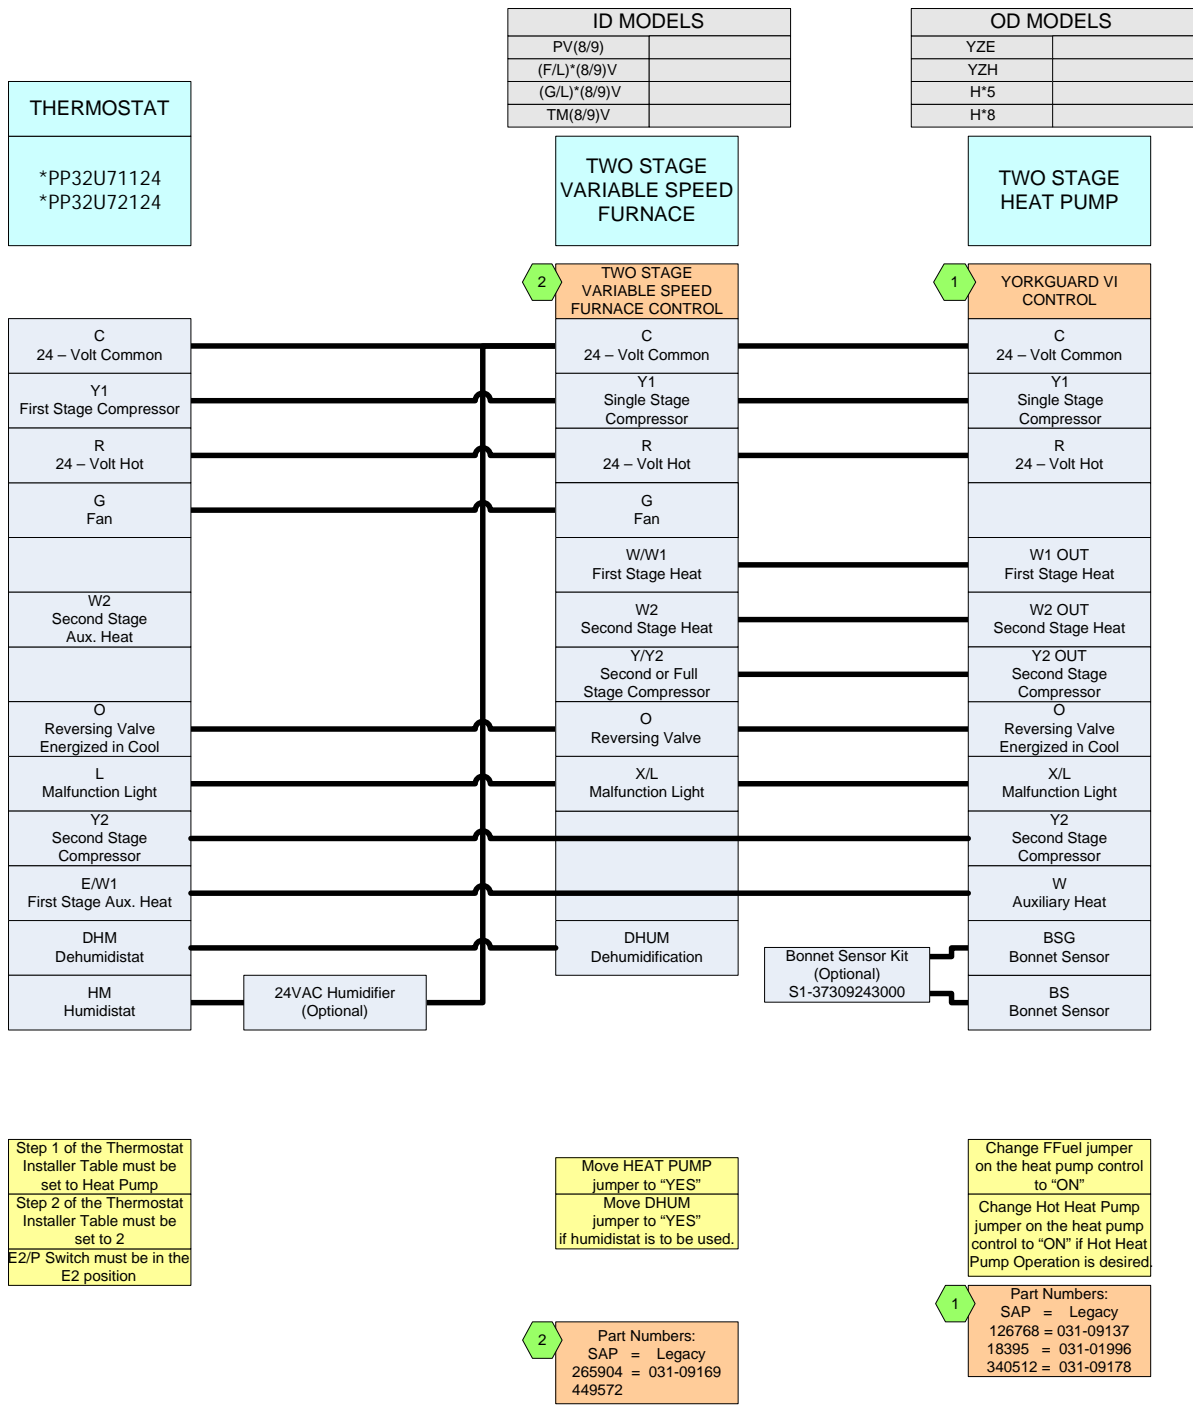 ID MODELS
PV(8/9)
(F/L)*(8/9)V
(G/L)*(8/9)V
TM(8/9)V
OD MODELS
YZE
YZH
H*5
H*8
THERMOSTAT
*PP32U71124
*PP32U72124
TWO STAGE
VARIABLE SPEED
FURNACE
TWO STAGE
HEAT PUMP
2
TWO STAGE
VARIABLE SPEED
FURNACE CONTROL
1
YORKGUARD VI
CONTROL
C
24 – Volt Common
C
24 – Volt Common
C
24 – Volt Common
Y1
First Stage Compressor
Y1
Single Stage
Compressor
Y1
Single Stage
Compressor
R
24 – Volt Hot
R
24 – Volt Hot
R
24 – Volt Hot
G
Fan
G
Fan
W/W1
First Stage Heat
W1 OUT
First Stage Heat
W2
Second Stage
Aux. Heat
W2
Second Stage Heat
W2 OUT
Second Stage Heat
Y/Y2
Second or Full
Stage Compressor
Y2 OUT
Second Stage
Compressor
O
Reversing Valve
Energized in Cool
O
Reversing Valve
O
Reversing Valve
Energized in Cool
L
Malfunction Light
X/L
Malfunction Light
X/L
Malfunction Light
Y2
Second Stage
Compressor
Y2
Second Stage
Compressor
E/W1
First Stage Aux. Heat
W
Auxiliary Heat
DHM
Dehumidistat
DHUM
Dehumidification
Bonnet Sensor Kit
(Optional)
S1-37309243000
BSG
Bonnet Sensor
HM
Humidistat
24VAC Humidifier
(Optional)
BS
Bonnet Sensor
Step 1 of the Thermostat
Installer Table must be
set to Heat Pump
Step 2 of the Thermostat
Installer Table must be
set to 2
E2/P Switch must be in the
E2 position
Move HEAT PUMP
jumper to “YES”
Move DHUM
jumper to “YES”
if humidistat is to be used.
Change FFuel jumper
on the heat pump control
to “ON”
Change Hot Heat Pump
jumper on the heat pump
control to “ON” if Hot Heat
Pump Operation is desired.
2
Part Numbers:
SAP = Legacy
265904 = 031-09169
449572
1
Part Numbers:
SAP = Legacy
126768 = 031-09137
18395 = 031-01996
340512 = 031-09178